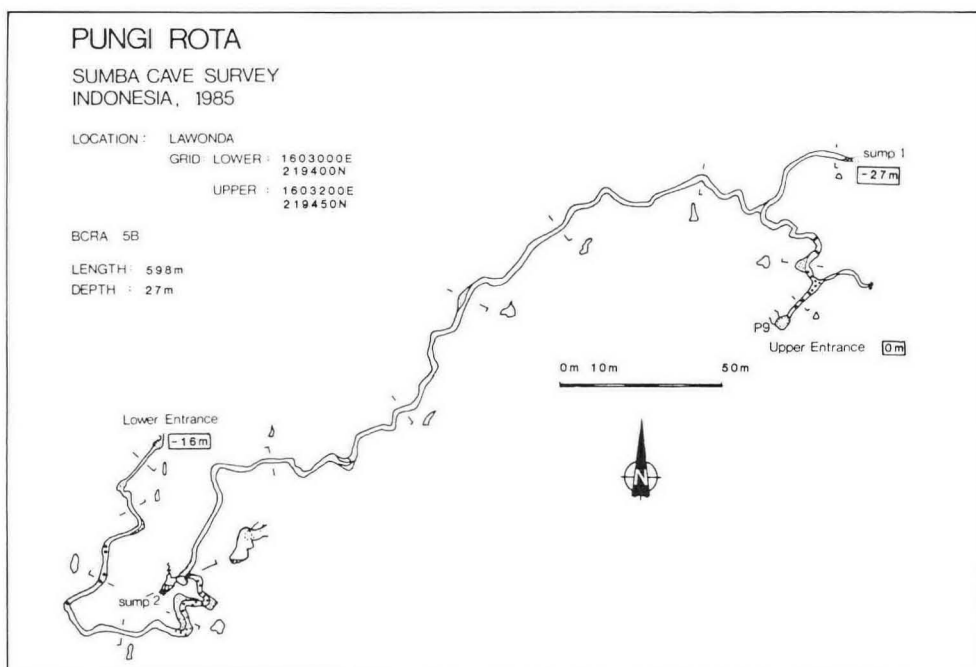 PUNGI ROTA
SUMBA CAVE SURVEY
INDONESIA, 1985
LOCATION : LAWONDA
GRID: LOWER : 1603000E
219400N
UPPER : 1603200E
219450N
BCRA 5B
LENGTH: 598m
DEPTH : 27m
sump 1
-27m
P9
Upper Entrance 0m
0m 10m 50m
Lower Entrance
-16m
N
sump 2